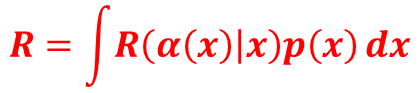 R = ∫ R(α(x)|x)p(x) dx